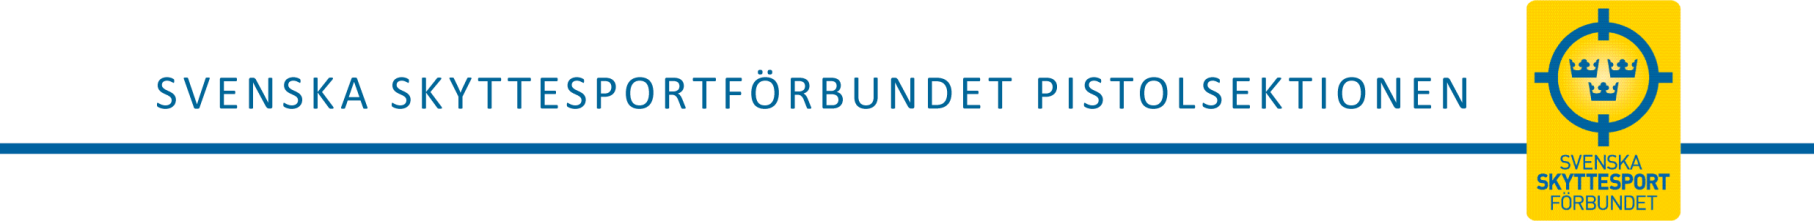 SVENSKA SKYTTESPORTFÖRBUNDET PISTOLSEKTIONEN
SVENSKA
SKYTTESPORT
FÖRBUNDET